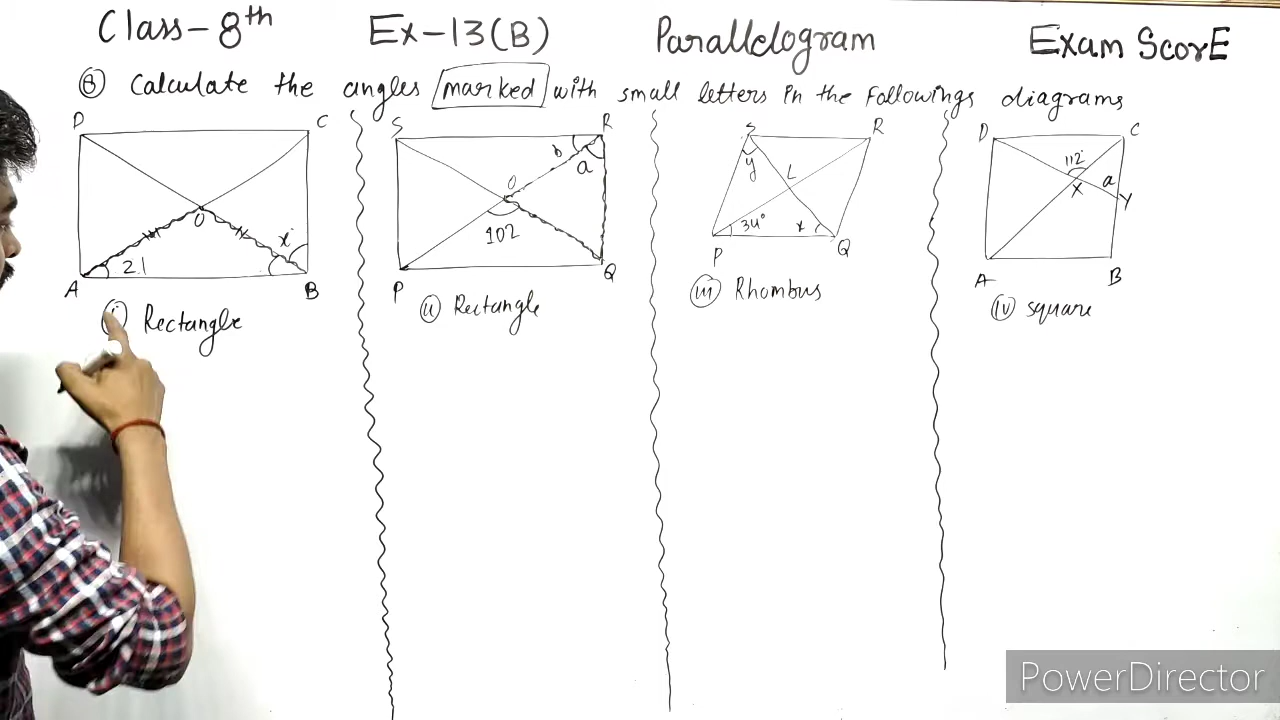 Class-8th Ex-13(B) Parallelogram Exam ScorE
(B) Calculate the angles marked with small letters in the followings diagrams
D C
O
A 21 x° B
(i) Rectangle
S R
b a
O
102
P Q
(ii) Rectangle
S R
y L
34° x
P Q
(iii) Rhombus
D C
112°
X a
Y
A B
(iv) square
PowerDirector